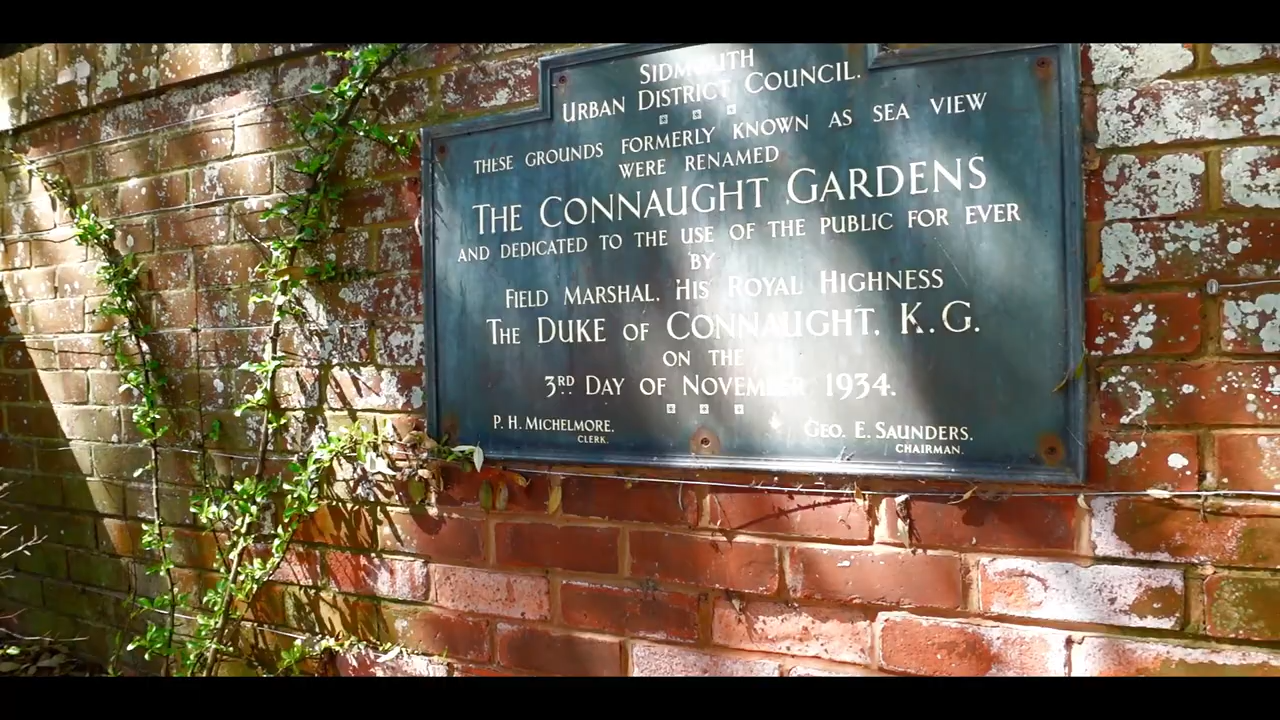 SIDMOUTH
URBAN DISTRICT COUNCIL.
THESE GROUNDS FORMERLY KNOWN AS SEA VIEW
WERE RENAMED
THE CONNAUGHT GARDENS
AND DEDICATED TO THE USE OF THE PUBLIC FOR EVER
BY
FIELD MARSHAL. HIS ROYAL HIGHNESS
THE DUKE OF CONNAUGHT. K.G.
ON THE
3RD DAY OF NOVEMBER 1934.
P. H. MICHELMORE.
CLERK.
GEO. E. SAUNDERS.
CHAIRMAN.